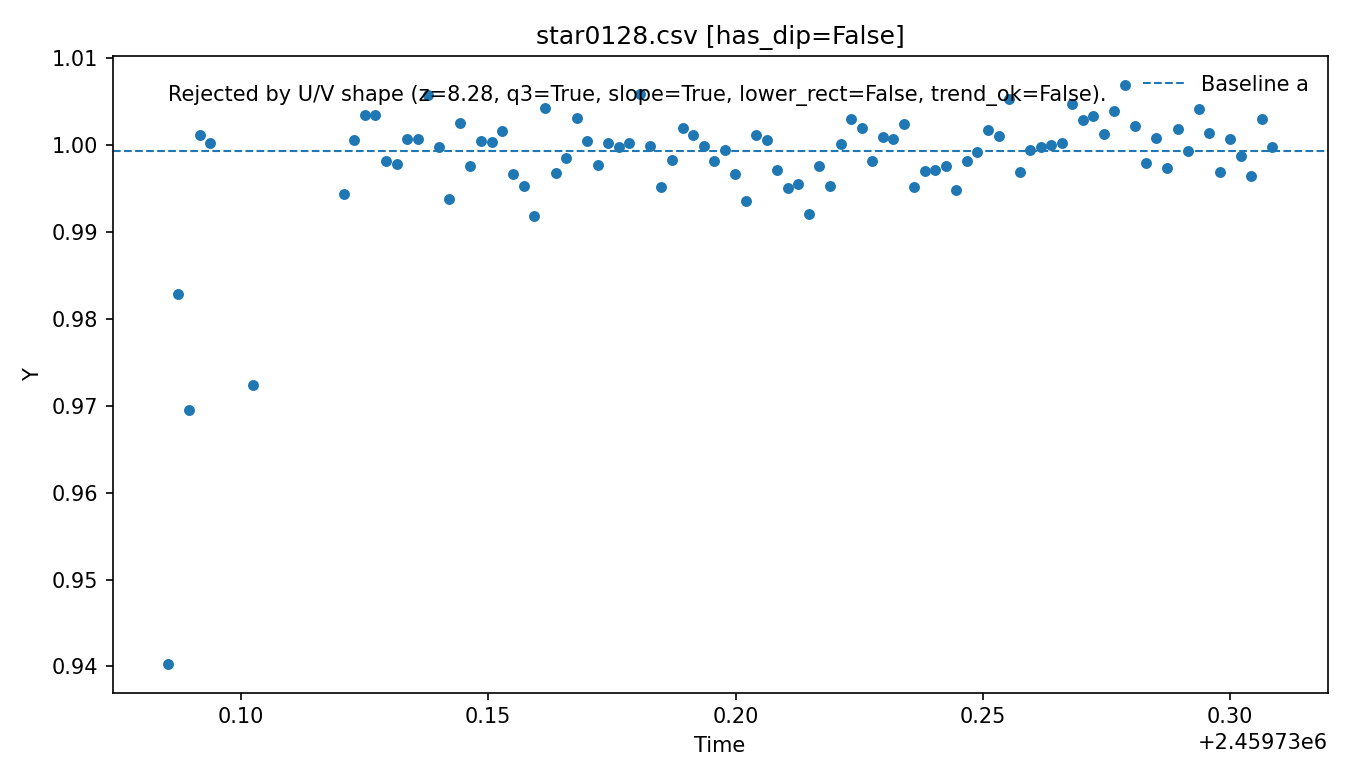 star0128.csv [has_dip=False]
Rejected by U/V shape (z=8.28, q3=True, slope=True, lower_rect=False, trend_ok=False).
Baseline a
1.01
1.00
0.99
0.98
0.97
0.96
0.95
0.94
Y
0.10
0.15
0.20
0.25
0.30
Time
+2.45973e6